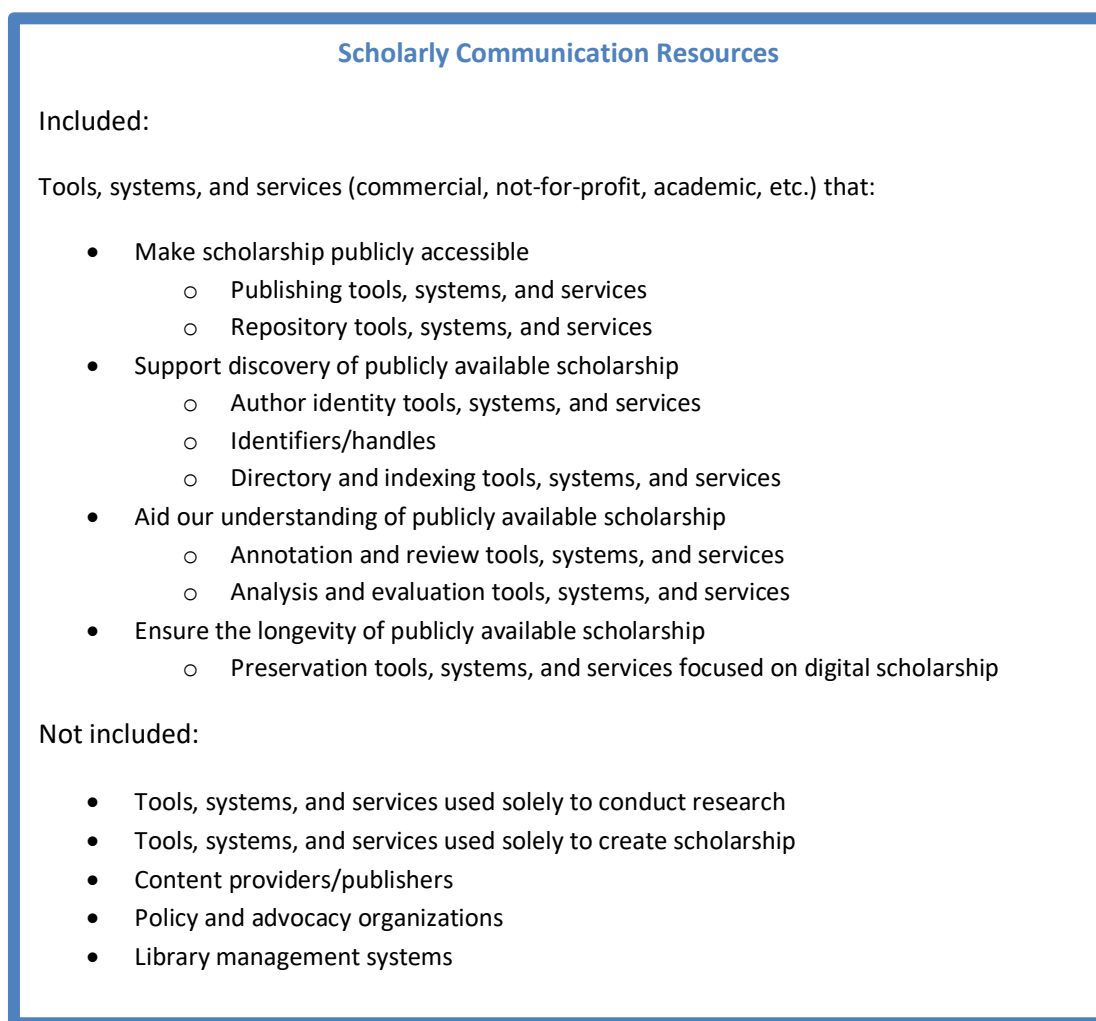 Scholarly Communication Resources
Included:
Tools, systems, and services (commercial, not-for-profit, academic, etc.) that:
• Make scholarship publicly accessible
o Publishing tools, systems, and services
o Repository tools, systems, and services
• Support discovery of publicly available scholarship
o Author identity tools, systems, and services
o Identifiers/handles
o Directory and indexing tools, systems, and services
• Aid our understanding of publicly available scholarship
o Annotation and review tools, systems, and services
o Analysis and evaluation tools, systems, and services
• Ensure the longevity of publicly available scholarship
o Preservation tools, systems, and services focused on digital scholarship
Not included:
• Tools, systems, and services used solely to conduct research
• Tools, systems, and services used solely to create scholarship
• Content providers/publishers
• Policy and advocacy organizations
• Library management systems